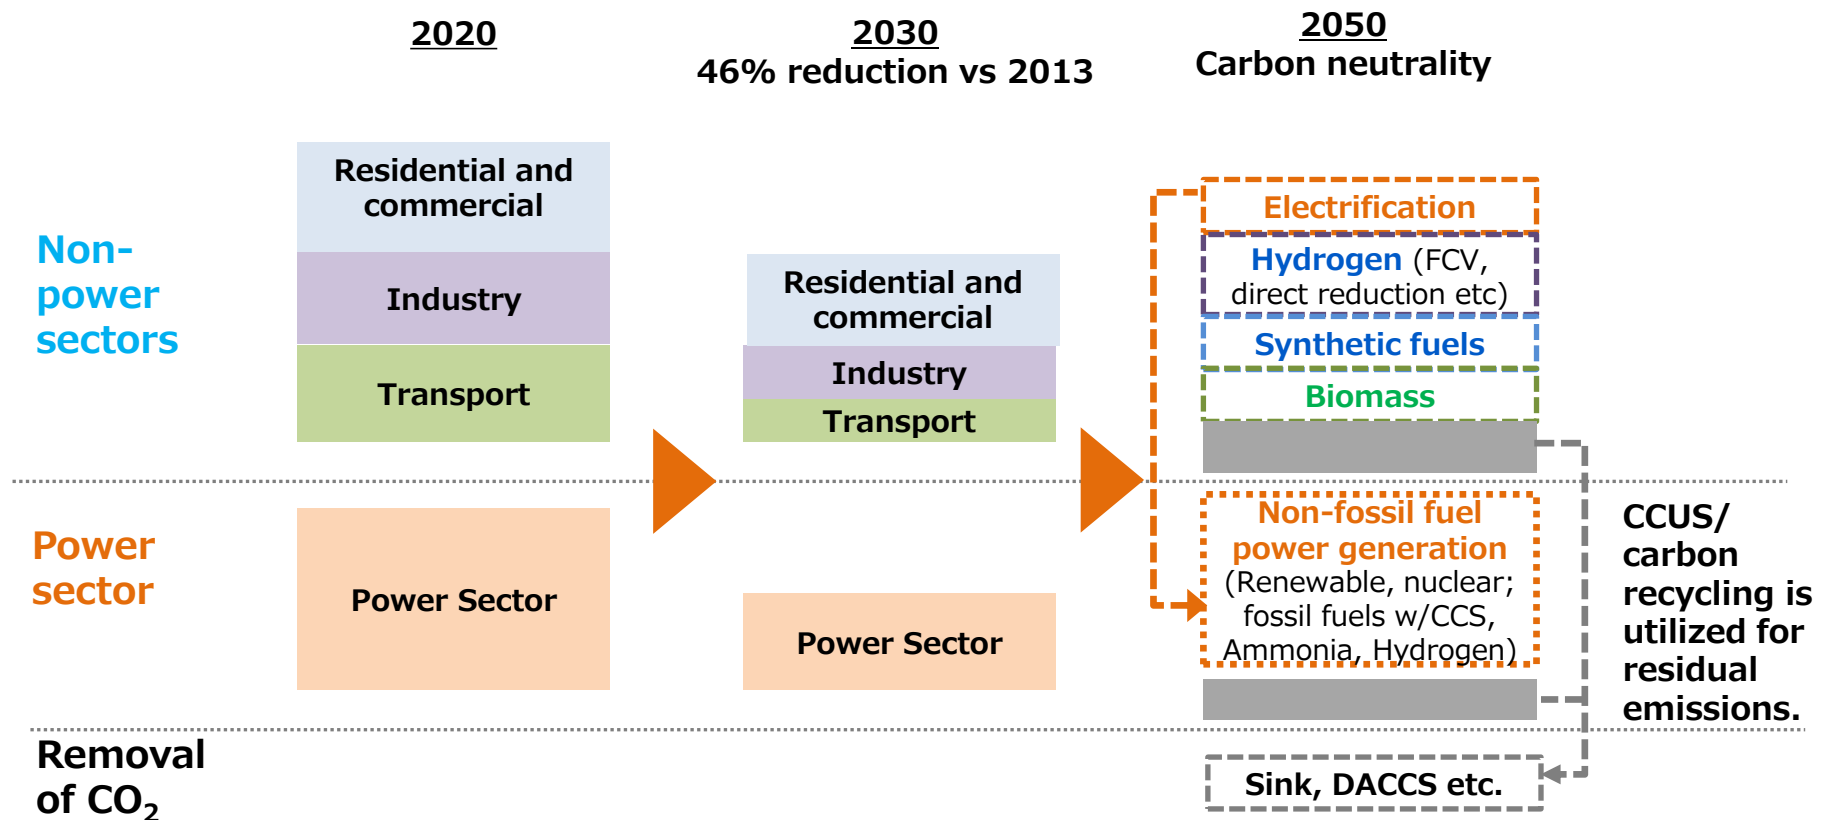 2020
2030
46% reduction vs 2013
2050
Carbon neutrality
Non-
power
sectors
Residential and
commercial
Industry
Transport
Residential and
commercial
Industry
Transport
Electrification
Hydrogen (FCV,
direct reduction etc)
Synthetic fuels
Biomass
Power
sector
Power Sector
Power Sector
Non-fossil fuel
power generation
(Renewable, nuclear;
fossil fuels w/CCS,
Ammonia, Hydrogen)
CCUS/
carbon
recycling is
utilized for
residual
emissions.
Removal
of CO₂
Sink, DACCS etc.